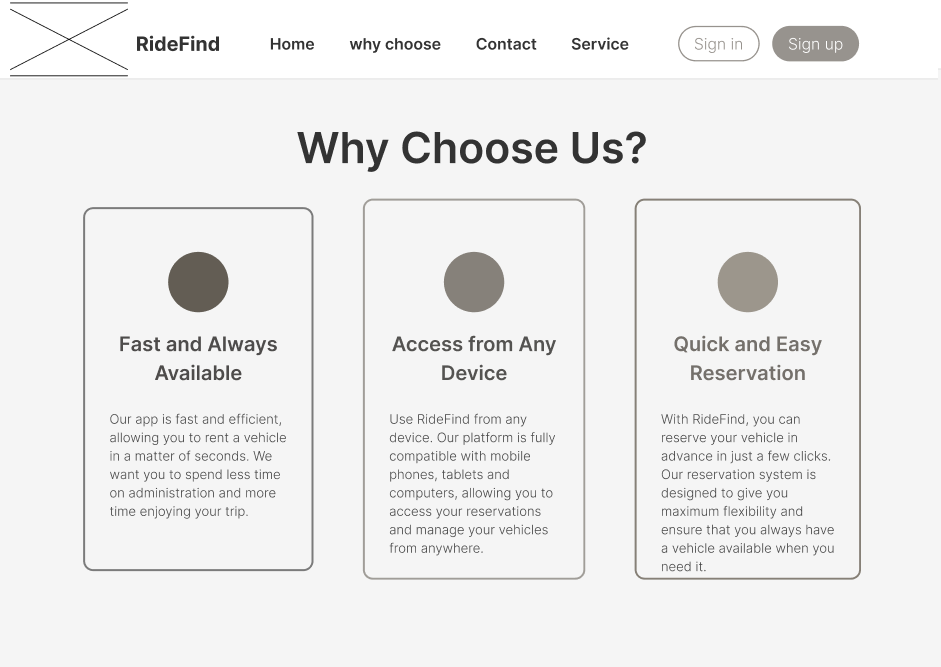 RideFind
Home
why choose
Contact
Service
Sign in
Sign up
Why Choose Us?
Fast and Always
Available
Our app is fast and efficient,
allowing you to rent a vehicle
in a matter of seconds. We
want you to spend less time
on administration and more
time enjoying your trip.
Access from Any
Device
Use RideFind from any
device. Our platform is fully
compatible with mobile
phones, tablets and
computers, allowing you to
access your reservations
and manage your vehicles
from anywhere.
Quick and Easy
Reservation
With RideFind, you can
reserve your vehicle in
advance in just a few clicks.
Our reservation system is
designed to give you
maximum flexibility and
ensure that you always have
a vehicle available when you
need it.